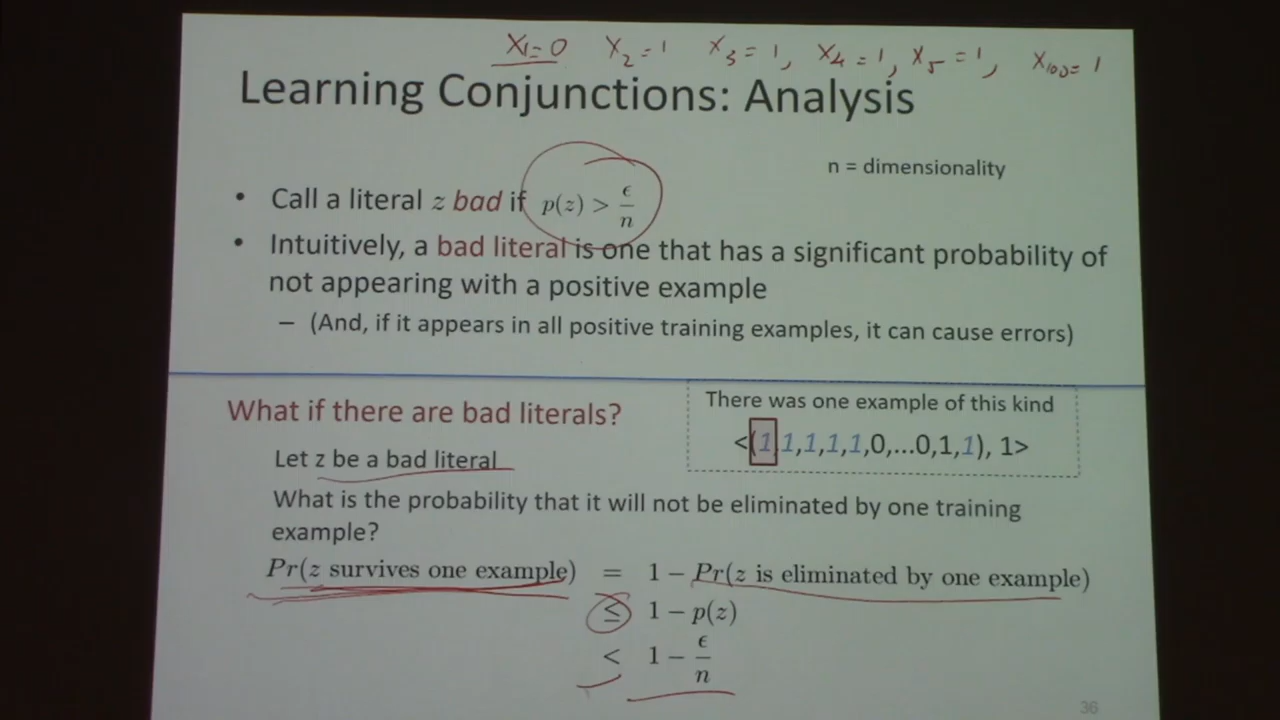 X1=0 X2=1 X3=1, X4=1, X5=1, X100=1
Learning Conjunctions: Analysis
n = dimensionality
• Call a literal z bad if p(z) > ϵ/n
• Intuitively, a bad literal is one that has a significant probability of
not appearing with a positive example
– (And, if it appears in all positive training examples, it can cause errors)
What if there are bad literals?
There was one example of this kind
<(1,1,1,1,1,0,...0,1,1), 1>
Let z be a bad literal
What is the probability that it will not be eliminated by one training
example?
Pr(z survives one example) = 1 − Pr(z is eliminated by one example)
≤ 1 − p(z)
< 1 − ϵ/n
36